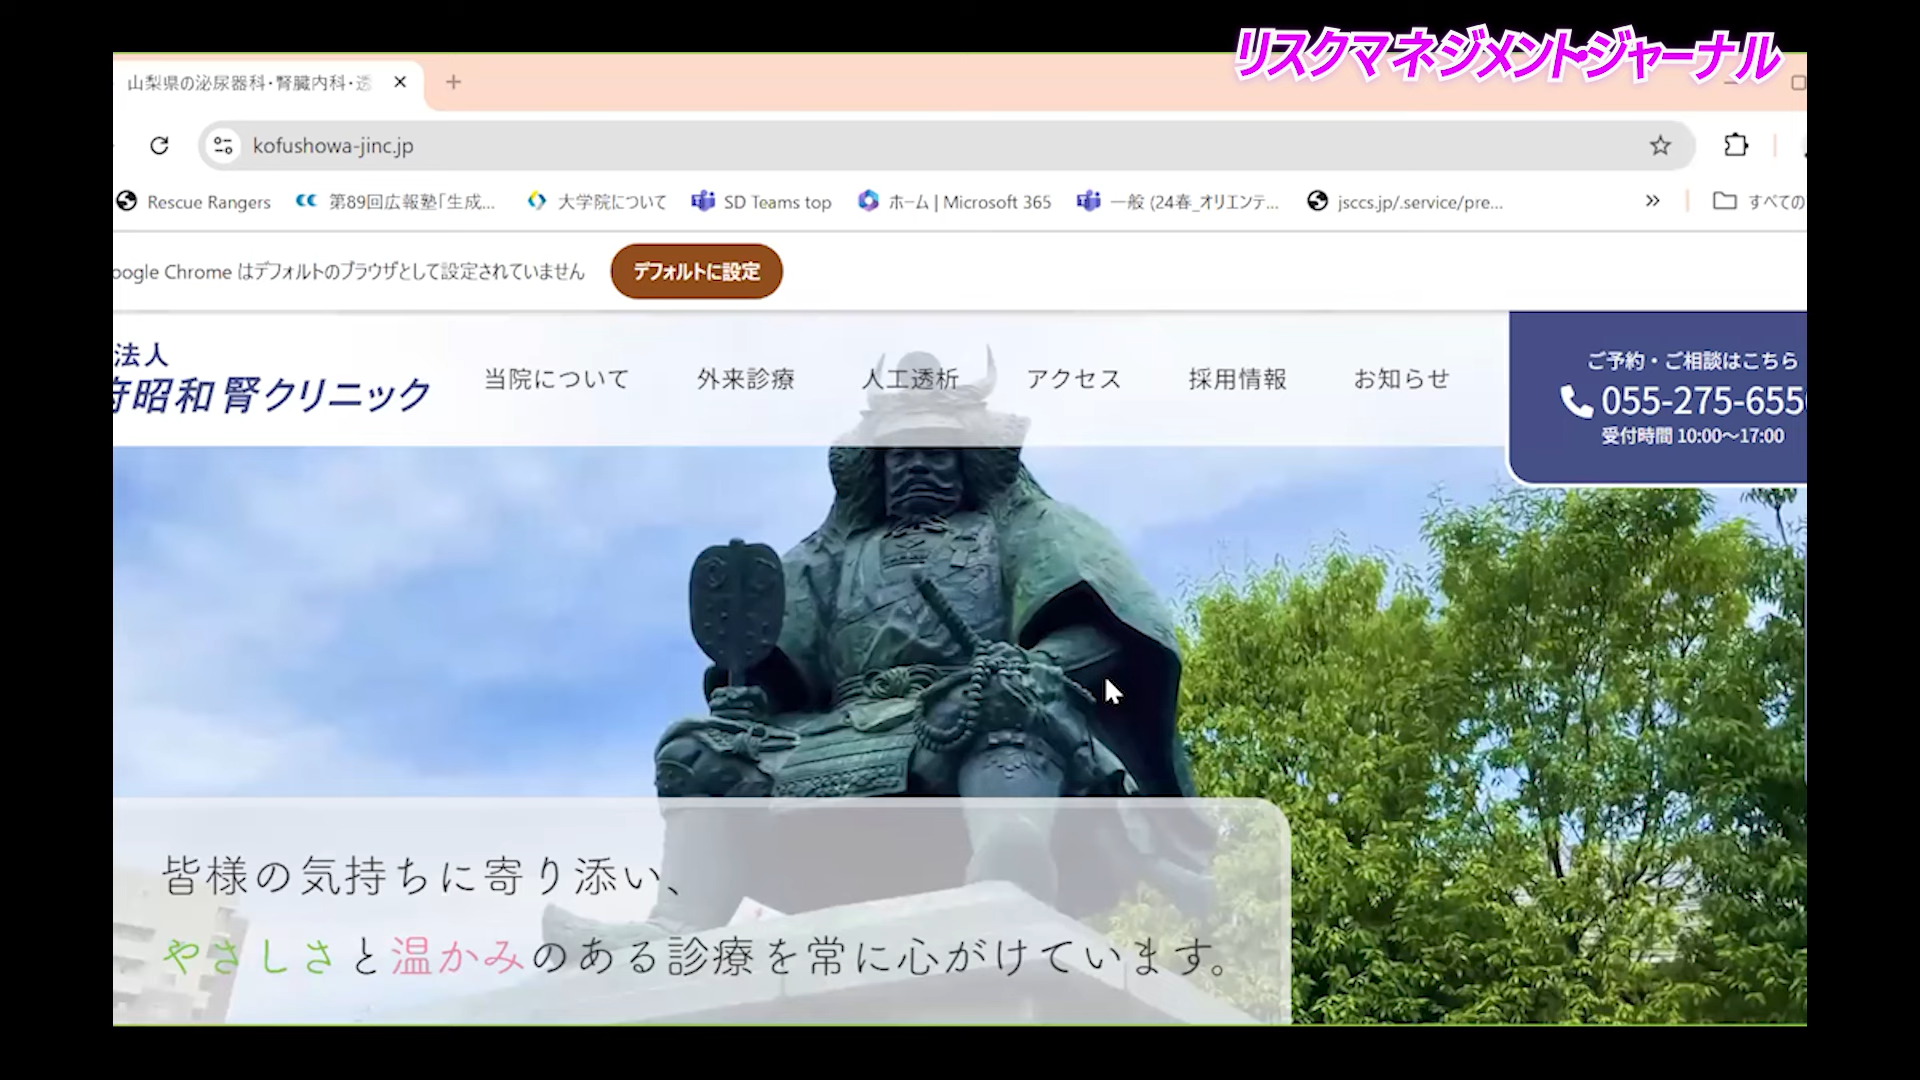 リスクマネジメント・ジャーナル
山梨県の泌尿器科・腎臓内科・透
kofushowa-jinc.jp
Rescue Rangers
第89回広報塾「生成...
大学院について
SD Teams top
ホーム | Microsoft 365
一般 (24春_オリエンテ...
jsccs.jp/.service/pre...
すべての
oogle Chrome はデフォルトのブラウザとして設定されていません
デフォルトに設定
法人
府昭和腎クリニック
当院について
外来診療
人工透析
アクセス
採用情報
お知らせ
ご予約・ご相談はこちら
055-275-655
受付時間 10:00～17:00
皆様の気持ちに寄り添い、
やさしさと温かみのある診療を常に心がけています。